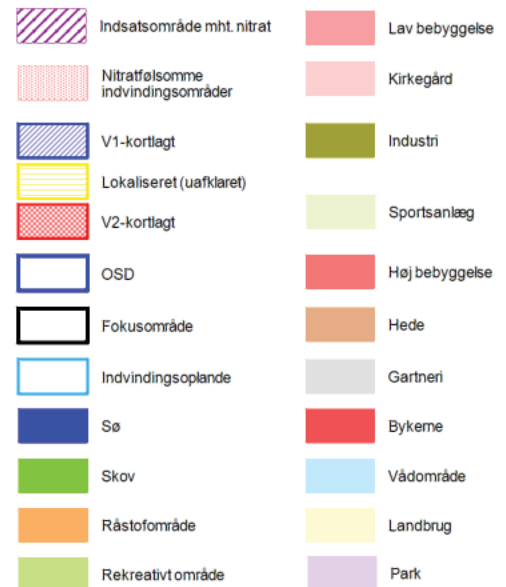 Indsatsområde mht. nitrat
Nitratfølsomme
indvindingsområder
V1-kortlagt
Lokaliseret (uafklaret)
V2-kortlagt
OSD
Fokusområde
Indvindingsoplande
Sø
Skov
Råstofområde
Rekreativt område
Lav bebyggelse
Kirkegård
Industri
Sportsanlæg
Høj bebyggelse
Hede
Gartneri
Bykerne
Vådområde
Landbrug
Park